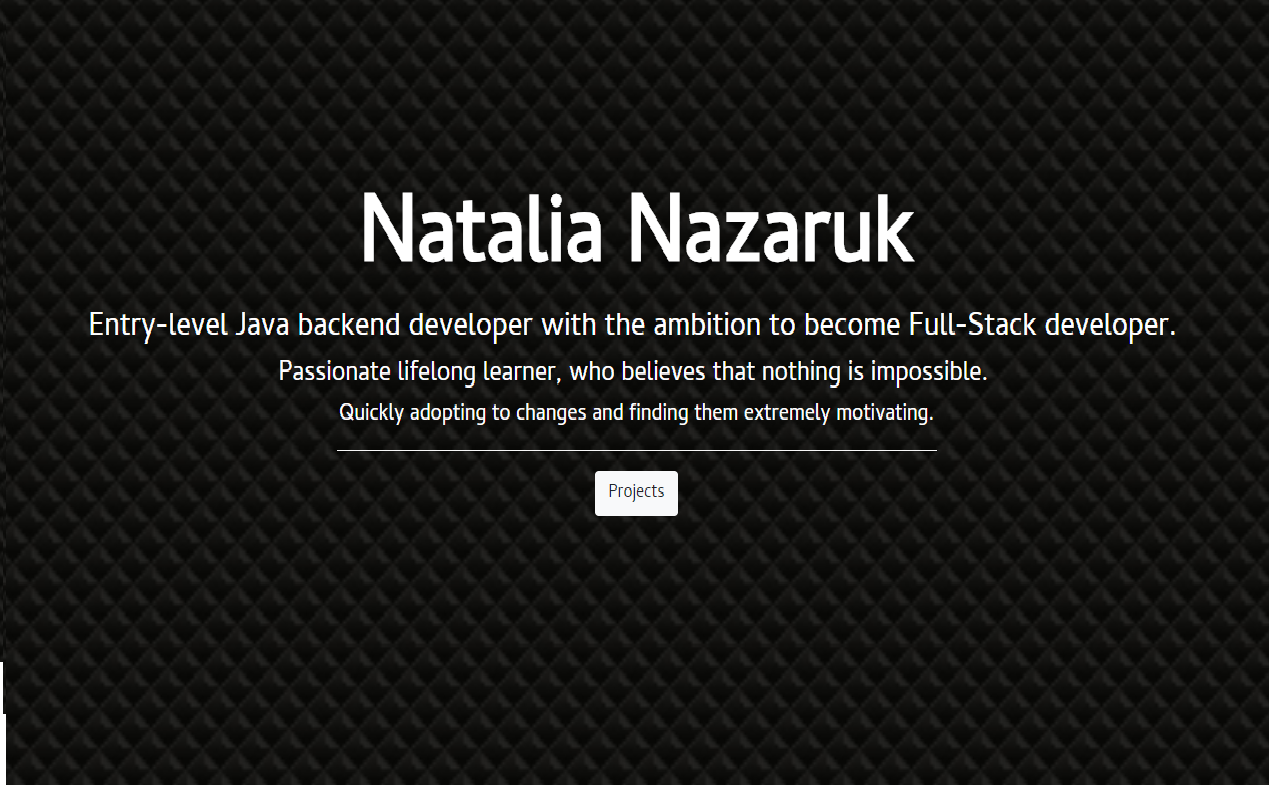 Natalia Nazaruk
Entry-level Java backend developer with the ambition to become Full-Stack developer.
Passionate lifelong learner, who believes that nothing is impossible.
Quickly adopting to changes and finding them extremely motivating.
Projects